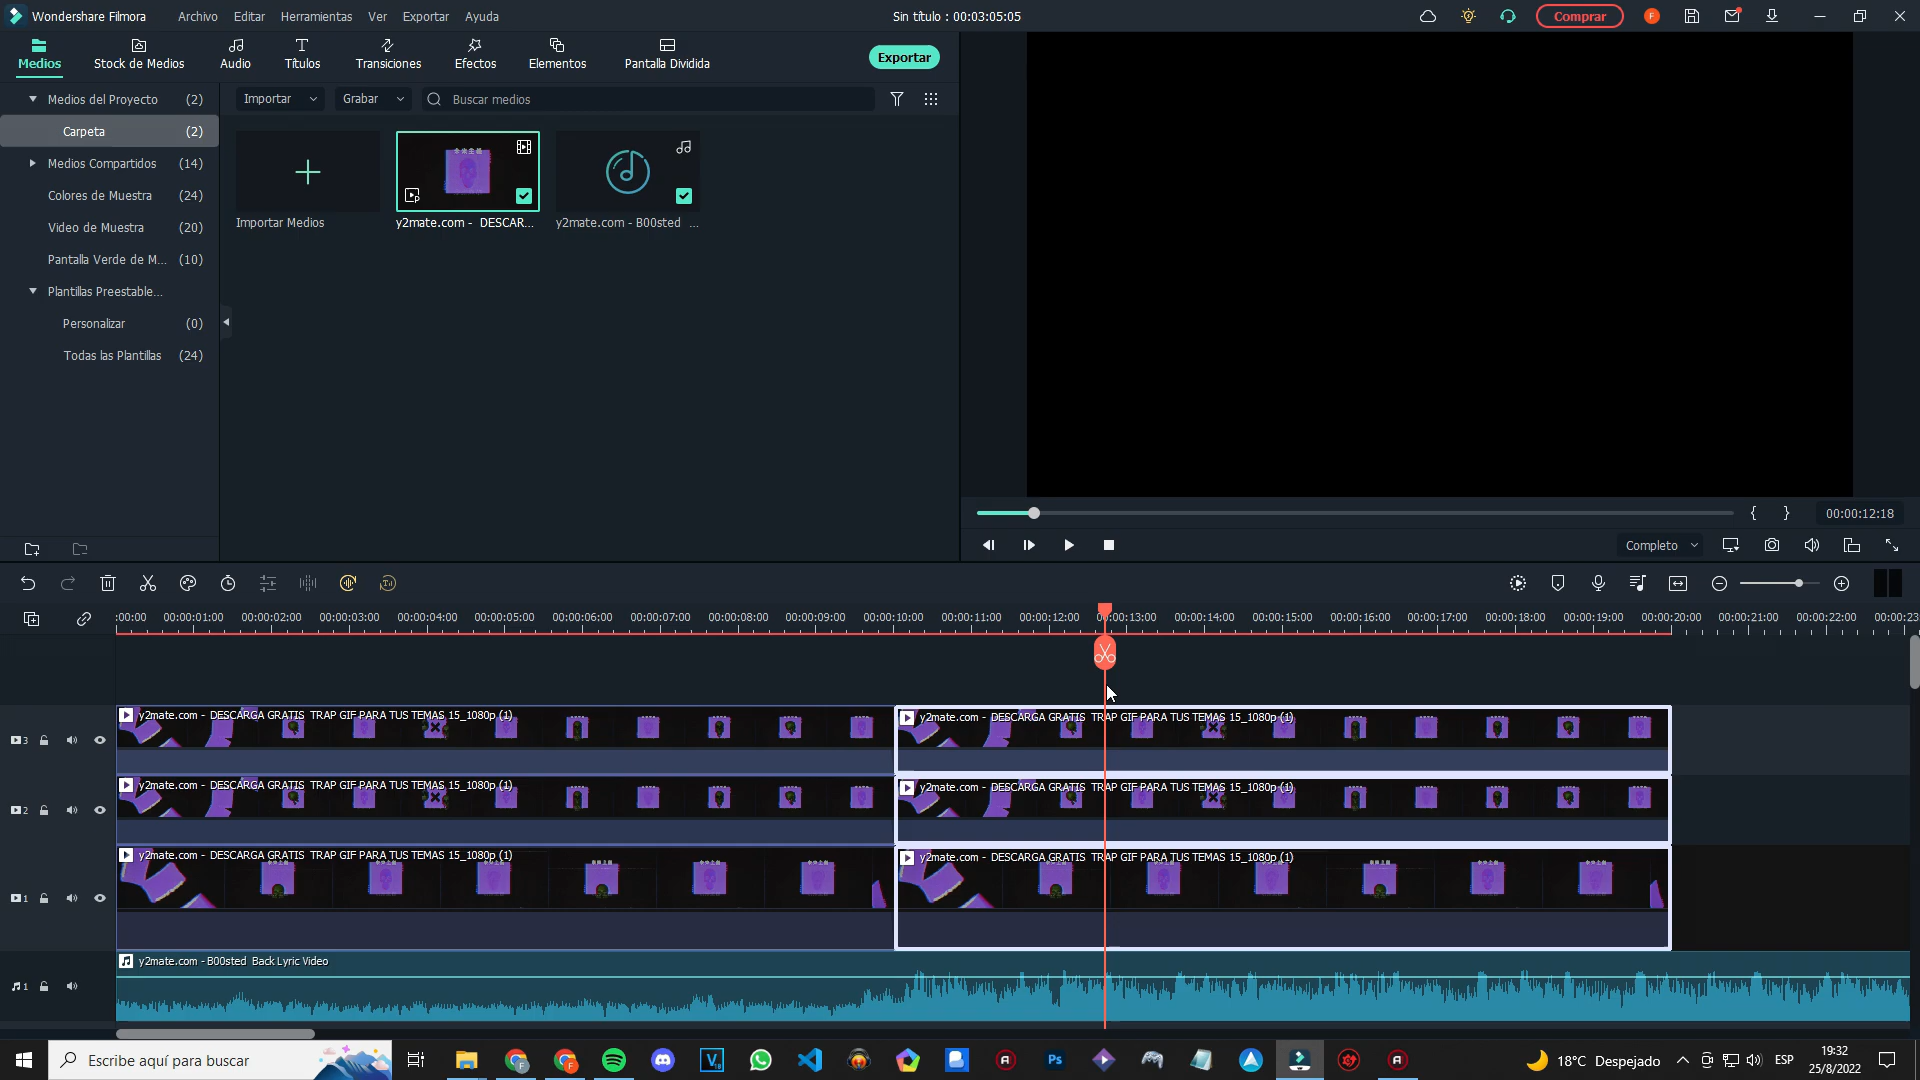 Wondershare Filmora
Archivo
Editar
Herramientas
Ver
Exportar
Ayuda
Sin título : 00:03:05:05
Comprar
F
Medios
Stock de Medios
Audio
Títulos
Transiciones
Efectos
Elementos
Pantalla Dividida
Exportar
Medios del Proyecto (2)
Carpeta (2)
Medios Compartidos (14)
Colores de Muestra (24)
Video de Muestra (20)
Pantalla Verde de M... (10)
Plantillas Preestable...
Personalizar (0)
Todas las Plantillas (24)
Importar
Grabar
Buscar medios
Importar Medios
y2mate.com - DESCAR...
y2mate.com - B00sted ...
{ }
00:00:12:18
Completo
:00:00 00:00:01:00 00:00:02:00 00:00:03:00 00:00:04:00 00:00:05:00 00:00:06:00 00:00:07:00 00:00:08:00 00:00:09:00 00:00:10:00 00:00:11:00 00:00:12:00 00:00:13:00 00:00:14:00 00:00:15:00 00:00:16:00 00:00:17:00 00:00:18:00 00:00:19:00 00:00:20:00 00:00:21:00 00:00:22:00 00:00:23
3
y2mate.com - DESCARGA GRATIS TRAP GIF PARA TUS TEMAS 15_1080p (1)
y2mate.com - DESCARGA GRATIS TRAP GIF PARA TUS TEMAS 15_1080p (1)
2
y2mate.com - DESCARGA GRATIS TRAP GIF PARA TUS TEMAS 15_1080p (1)
y2mate.com - DESCARGA GRATIS TRAP GIF PARA TUS TEMAS 15_1080p (1)
1
y2mate.com - DESCARGA GRATIS TRAP GIF PARA TUS TEMAS 15_1080p (1)
y2mate.com - DESCARGA GRATIS TRAP GIF PARA TUS TEMAS 15_1080p (1)
1
y2mate.com - B00sted Back Lyric Video
Escribe aquí para buscar
Ps
18°C Despejado
ESP
19:32
25/8/2022